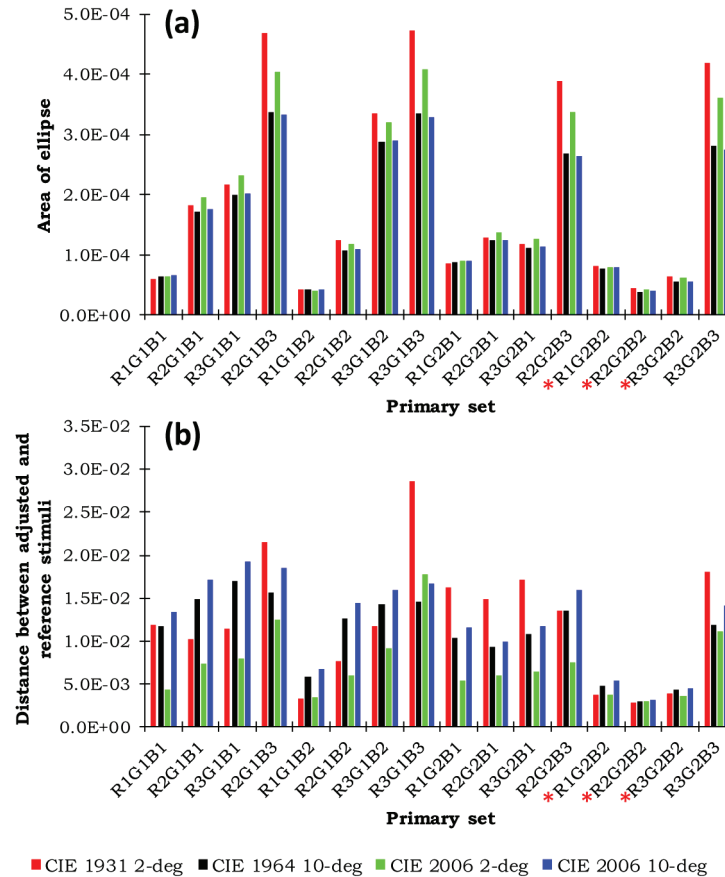 (a)
Area of ellipse
5.0E-04
4.0E-04
3.0E-04
2.0E-04
1.0E-04
0.0E+00
R1G1B1
R2G1B1
R3G1B1
R2G1B3
R1G1B2
R2G1B2
R3G1B2
R3G1B3
R1G2B1
R2G2B1
R3G2B1
R2G2B3
*R1G2B2
*R2G2B2
*R3G2B2
R3G2B3
Primary set
(b)
Distance between adjusted and
reference stimuli
3.5E-02
3.0E-02
2.5E-02
2.0E-02
1.5E-02
1.0E-02
5.0E-03
0.0E+00
R1G1B1
R2G1B1
R3G1B1
R2G1B3
R1G1B2
R2G1B2
R3G1B2
R3G1B3
R1G2B1
R2G2B1
R3G2B1
R2G2B3
*R1G2B2
*R2G2B2
*R3G2B2
R3G2B3
Primary set
CIE 1931 2-deg CIE 1964 10-deg CIE 2006 2-deg CIE 2006 10-deg